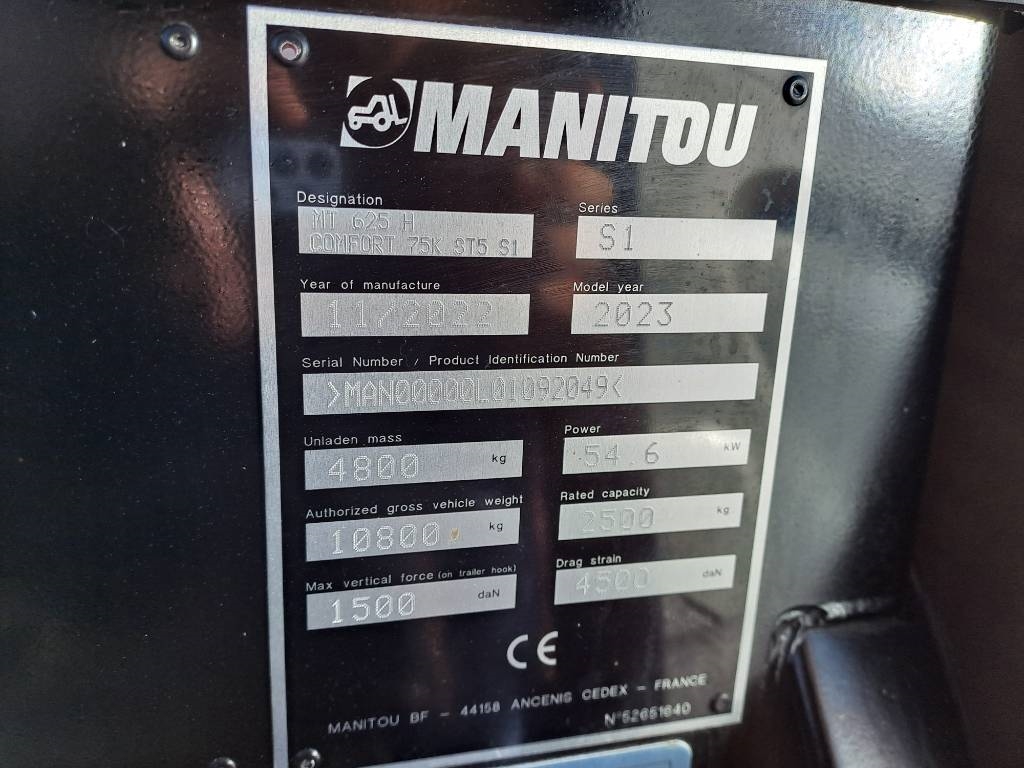 MANITOU
Designation
MT 625 H
COMFORT 75K ST5 S1
Series
S1
Year of manufacture
11/2022
Model year
2023
Serial Number / Product Identification Number
>MAN00000CL01092049<
Unladen mass
4800 kg
Power
54.6 kW
Authorized gross vehicle weight
10800 kg
Rated capacity
2500 kg
Max vertical force (on trailer hook)
1500 daN
Drag strain
4500 daN
CE
MANITOU BF - 44158 ANCENIS CEDEX - FRANCE
N°52651640